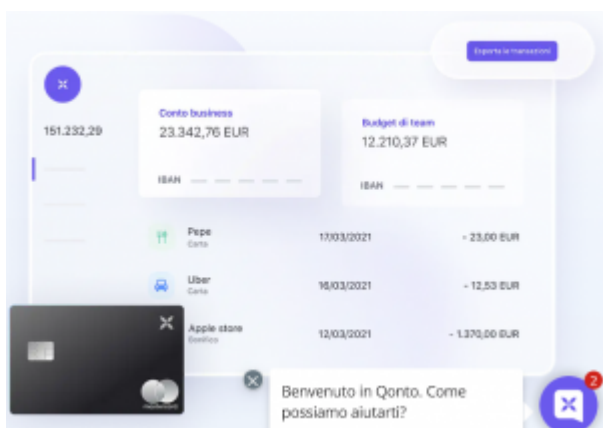 Esporta le transazioni
151.232,29
Conto business
23.342,76 EUR
IBAN
Budget di team
12.210,37 EUR
IBAN
Pepe
Carta
17/03/2021
- 23,00 EUR
Uber
Carta
16/03/2021
- 12,53 EUR
Apple store
Bonifico
12/03/2021
- 1.370,00 EUR
mastercard
Benvenuto in Qonto. Come
possiamo aiutarti?
2